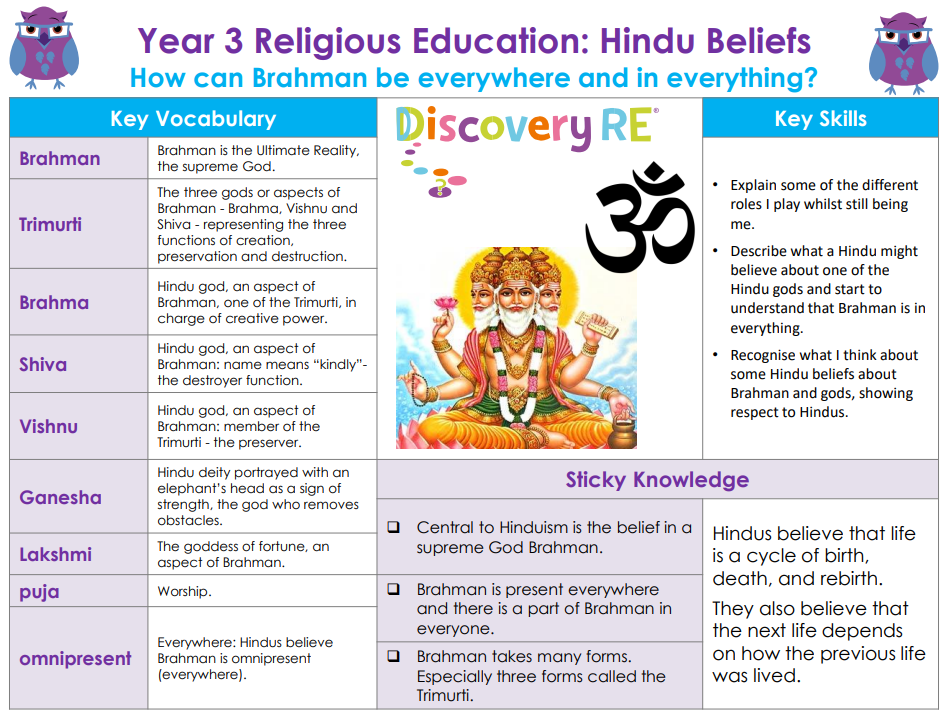 Year 3 Religious Education: Hindu Beliefs
How can Brahman be everywhere and in everything?
Key Vocabulary
Brahman
Brahman is the Ultimate Reality,
the supreme God.
Trimurti
The three gods or aspects of
Brahman - Brahma, Vishnu and
Shiva - representing the three
functions of creation,
preservation and destruction.
Brahma
Hindu god, an aspect of
Brahman, one of the Trimurti, in
charge of creative power.
Shiva
Hindu god, an aspect of
Brahman: name means “kindly”-
the destroyer function.
Vishnu
Hindu god, an aspect of
Brahman: member of the
Trimurti - the preserver.
Ganesha
Hindu deity portrayed with an
elephant’s head as a sign of
strength, the god who removes
obstacles.
Lakshmi
The goddess of fortune, an
aspect of Brahman.
puja
Worship.
omnipresent
Everywhere: Hindus believe
Brahman is omnipresent
(everywhere).
Discovery RE®
?
ॐ
Key Skills
• Explain some of the different
roles I play whilst still being
me.
• Describe what a Hindu might
believe about one of the
Hindu gods and start to
understand that Brahman is in
everything.
• Recognise what I think about
some Hindu beliefs about
Brahman and gods, showing
respect to Hindus.
Sticky Knowledge
❑ Central to Hinduism is the belief in a
supreme God Brahman.
❑ Brahman is present everywhere
and there is a part of Brahman in
everyone.
❑ Brahman takes many forms.
Especially three forms called the
Trimurti.
Hindus believe that life
is a cycle of birth,
death, and rebirth.
They also believe that
the next life depends
on how the previous life
was lived.